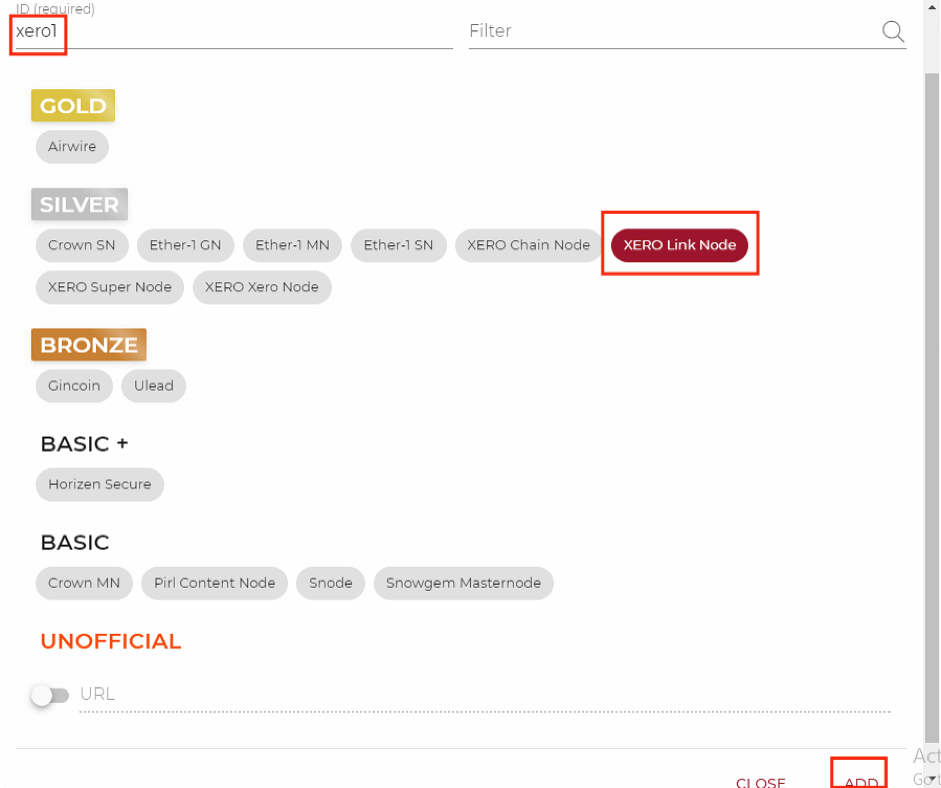 ID (required)
xero1
Filter
GOLD
Airwire
SILVER
Crown SN Ether-1 GN Ether-1 MN Ether-1 SN XERO Chain Node XERO Link Node
XERO Super Node XERO Xero Node
BRONZE
Gincoin Ulead
BASIC +
Horizen Secure
BASIC
Crown MN Pirl Content Node Snode Snowgem Masternode
UNOFFICIAL
URL
CLOSE ADD